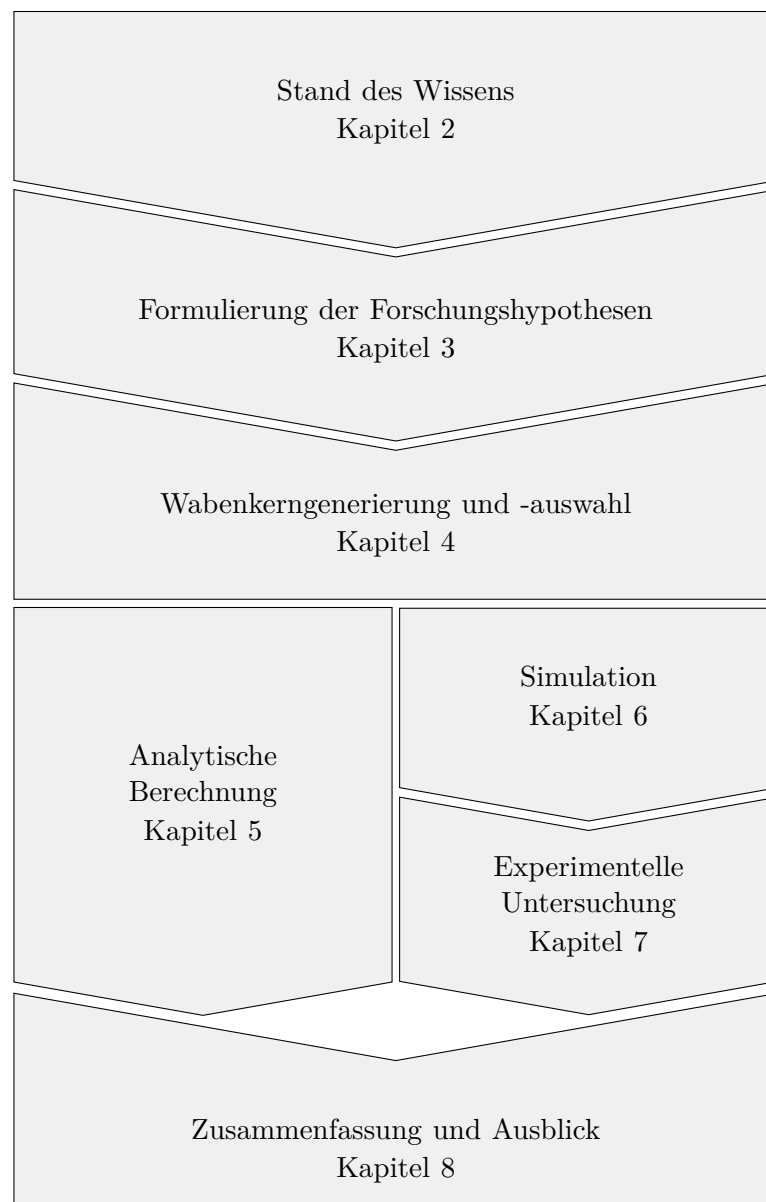 Stand des Wissens
Kapitel 2
Formulierung der Forschungshypothesen
Kapitel 3
Wabenkerngenerierung und -auswahl
Kapitel 4
Analytische
Berechnung
Kapitel 5
Simulation
Kapitel 6
Experimentelle
Untersuchung
Kapitel 7
Zusammenfassung und Ausblick
Kapitel 8